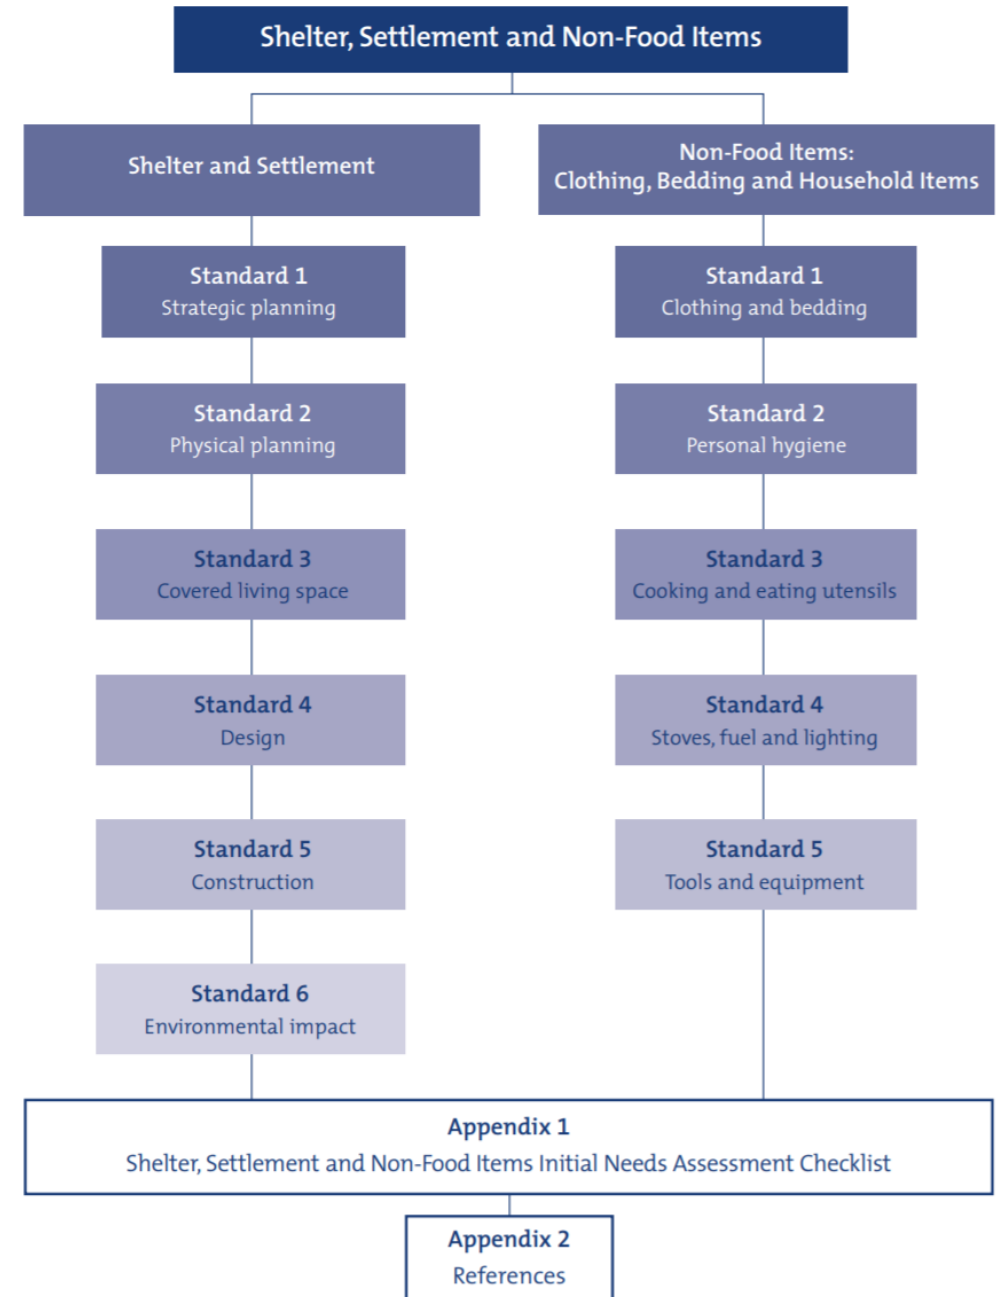 Shelter, Settlement and Non-Food Items
Shelter and Settlement
Standard 1
Strategic planning
Standard 2
Physical planning
Standard 3
Covered living space
Standard 4
Design
Standard 5
Construction
Standard 6
Environmental impact
Non-Food Items:
Clothing, Bedding and Household Items
Standard 1
Clothing and bedding
Standard 2
Personal hygiene
Standard 3
Cooking and eating utensils
Standard 4
Stoves, fuel and lighting
Standard 5
Tools and equipment
Appendix 1
Shelter, Settlement and Non-Food Items Initial Needs Assessment Checklist
Appendix 2
References